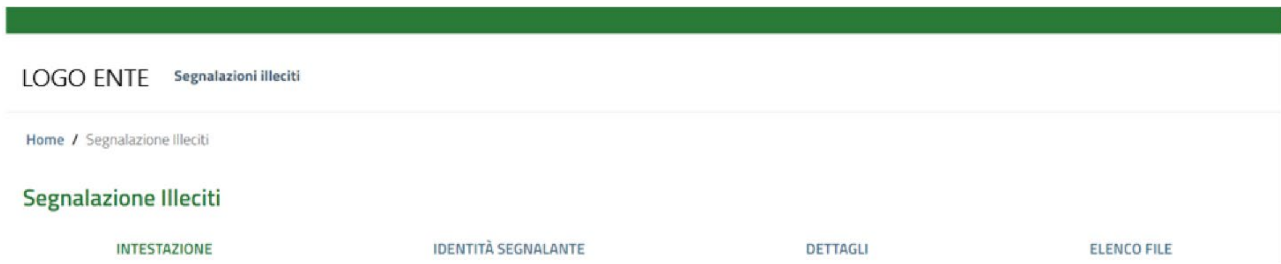 LOGO ENTE Segnalazioni illeciti
Home / Segnalazione Illeciti
Segnalazione Illeciti
INTESTAZIONE IDENTITÀ SEGNALANTE DETTAGLI ELENCO FILE